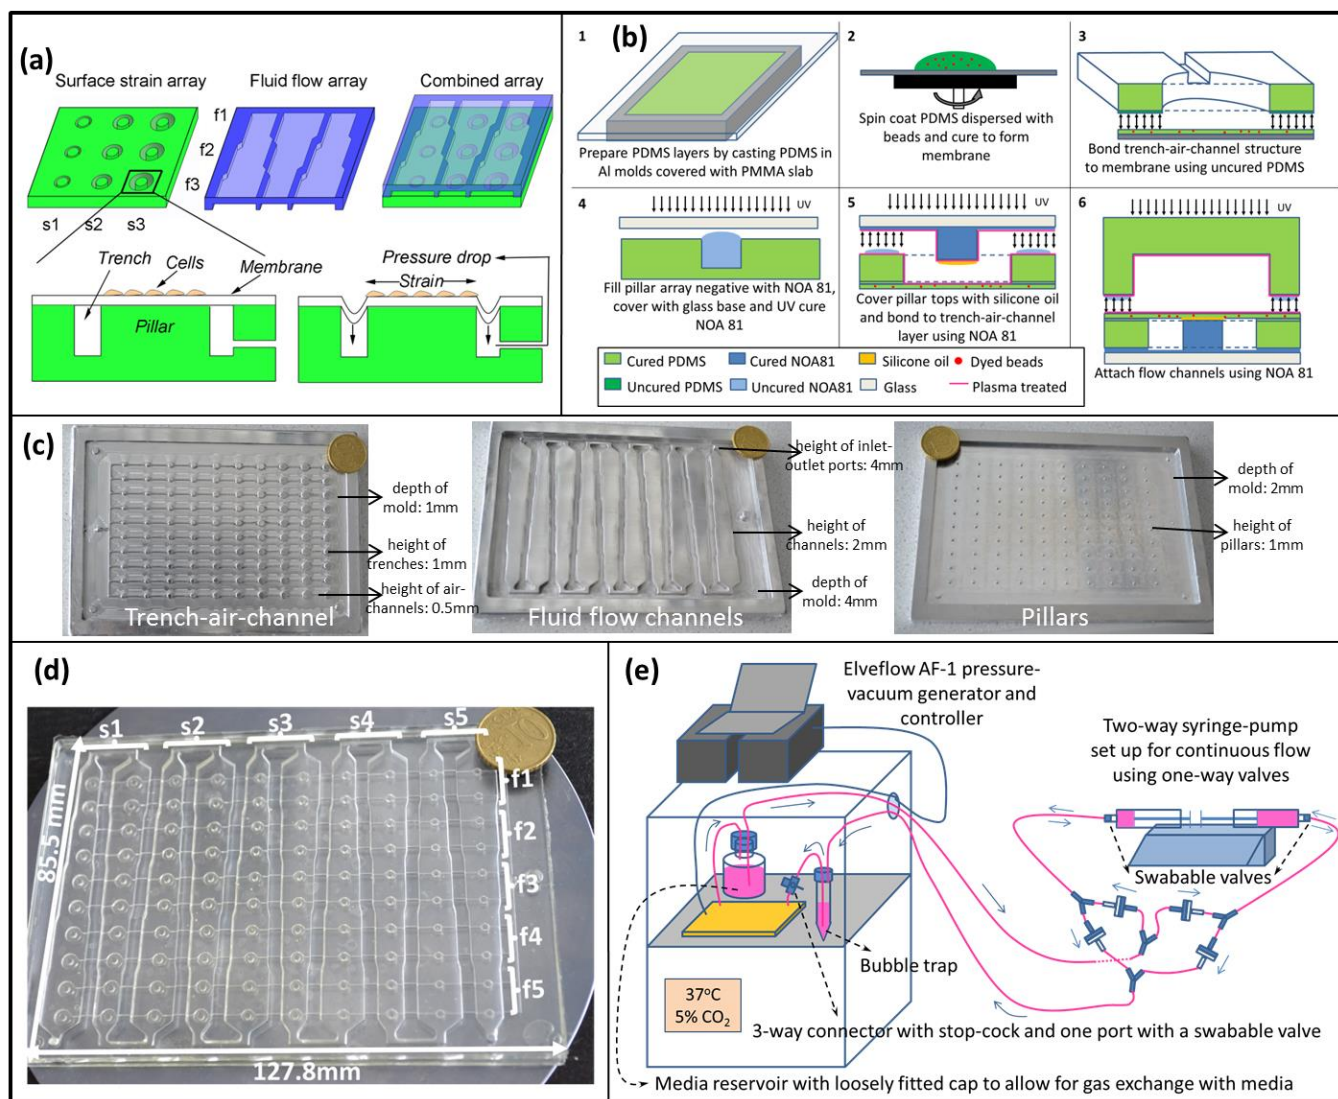 (a)
Surface strain array
Fluid flow array
Combined array
f1
f2
f3
s1
s2
s3
Trench
Cells
Membrane
Pillar
Pressure drop
Strain
(b)
1
Prepare PDMS layers by casting PDMS in
Al molds covered with PMMA slab
2
Spin coat PDMS dispersed with
beads and cure to form
membrane
3
Bond trench-air-channel structure
to membrane using uncured PDMS
4
UV
Fill pillar array negative with NOA 81,
cover with glass base and UV cure
NOA 81
5
UV
Cover pillar tops with silicone oil
and bond to trench-air-channel
layer using NOA 81
6
UV
Attach flow channels using NOA 81
Cured PDMS
Cured NOA81
Silicone oil
Dyed beads
Uncured PDMS
Uncured NOA81
Glass
Plasma treated
(c)
depth of
mold: 1mm
height of
trenches: 1mm
height of air-
channels: 0.5mm
Trench-air-channel
height of inlet-
outlet ports: 4mm
height of
channels: 2mm
depth of
mold: 4mm
Fluid flow channels
depth of
mold: 2mm
height of
pillars: 1mm
Pillars
(d)
s1
s2
s3
s4
s5
10
f1
f2
f3
f4
f5
85.5 mm
127.8mm
(e)
Elveflow AF-1 pressure-
vacuum generator and
controller
Two-way syringe-pump
set up for continuous flow
using one-way valves
Swabable valves
Bubble trap
37°C
5% CO2
3-way connector with stop-cock and one port with a swabable valve
Media reservoir with loosely fitted cap to allow for gas exchange with media